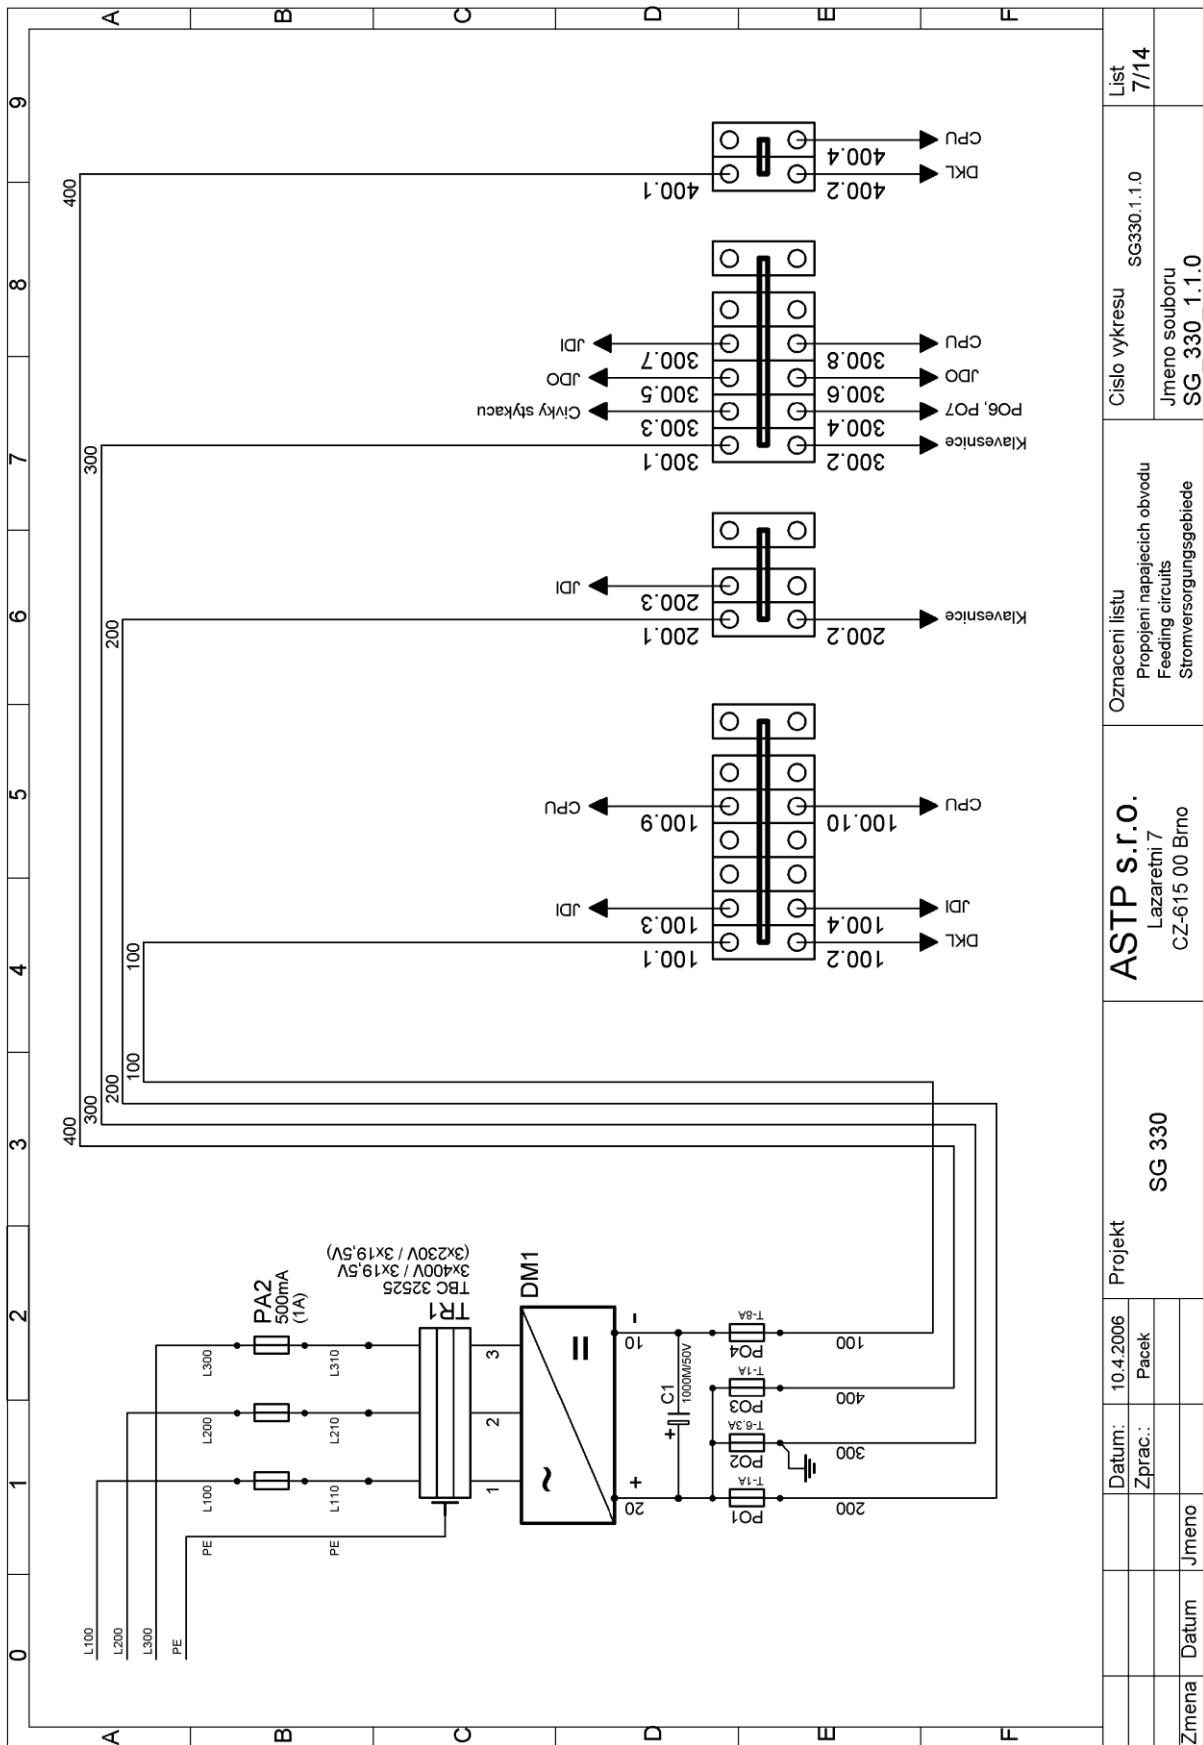 0 1 2 3 4 5 6 7 8 9
A
B
C
D
E
F
A
B
C
D
E
F
L100
L200
L300
PE
L100
L200
L300
PE
PA2
500mA
(1A)
L110
L210
L310
PE
TR1
TBC 32525
3x400V / 3x19,5V
(3x230V / 3x19,5V)
1
2
3
DM1
~
=
+
-
20
10
C1
+
1000M/50V
PO1
T-1A
PO2
T-6,3A
PO3
T-1A
PO4
T-8A
200
300
400
100
400
300
200
100
100
200
300
400
JDI
CPU
100.1
100.3
100.9
100.2
100.4
100.10
DKL
JDI
CPU
JDI
200.1
200.3
200.2
Klavesnice
Civky stykacu
JDO
JDI
300.1
300.3
300.5
300.7
300.2
300.4
300.6
300.8
Klavesnice
PO6, PO7
JDO
CPU
400.1
400.2
400.4
DKL
CPU
Zmena
Datum
Jmeno
Datum:
10.4.2006
Zprac.:
Pacek
Projekt
SG 330
ASTP s.r.o.
Lazaretni 7
CZ-615 00 Brno
Oznaceni listu
Propojeni napajecich obvodu
Feeding circuits
Stromversorgungsgebiede
Cislo vykresu
SG330.1.1.0
Jmeno souboru
SG_330_1.1.0
List
7/14